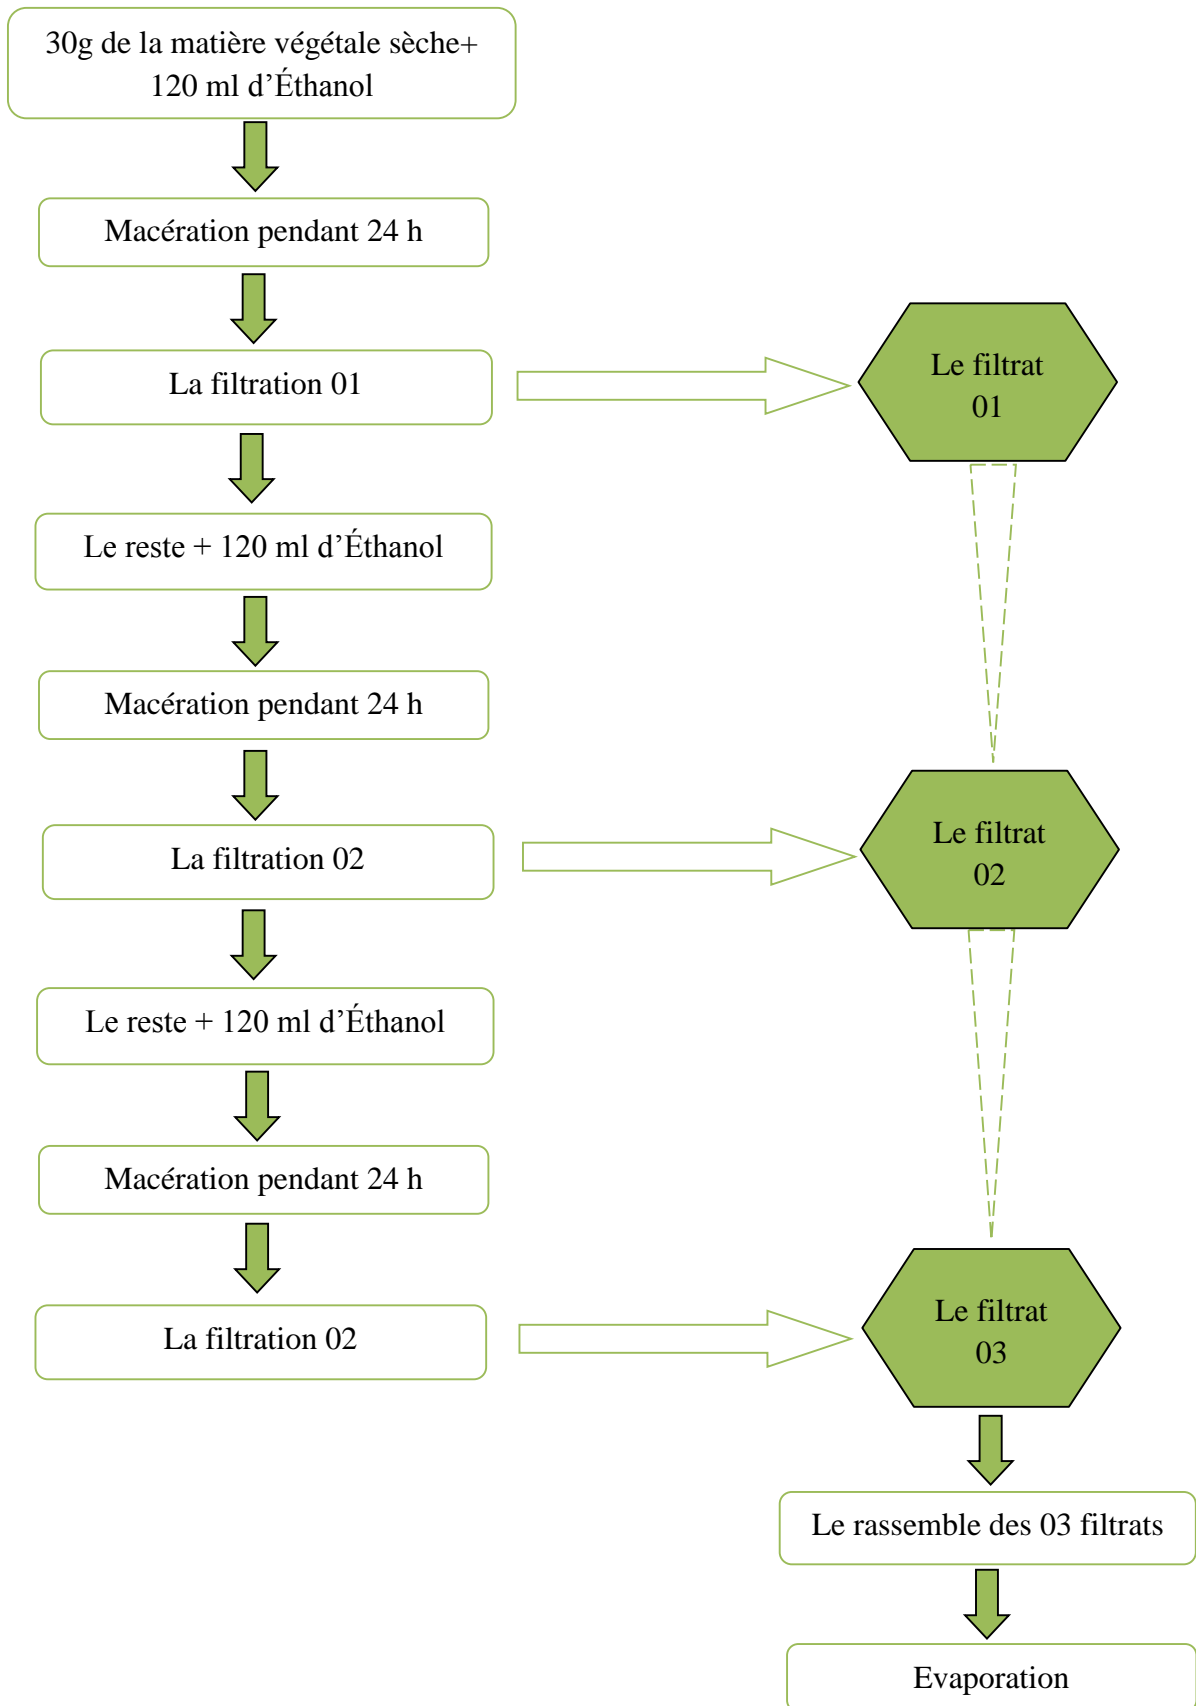 30g de la matière végétale sèche+
120 ml d’Éthanol
Macération pendant 24 h
La filtration 01
Le filtrat
01
Le reste + 120 ml d’Éthanol
Macération pendant 24 h
La filtration 02
Le filtrat
02
Le reste + 120 ml d’Éthanol
Macération pendant 24 h
La filtration 02
Le filtrat
03
Le rassemble des 03 filtrats
Evaporation